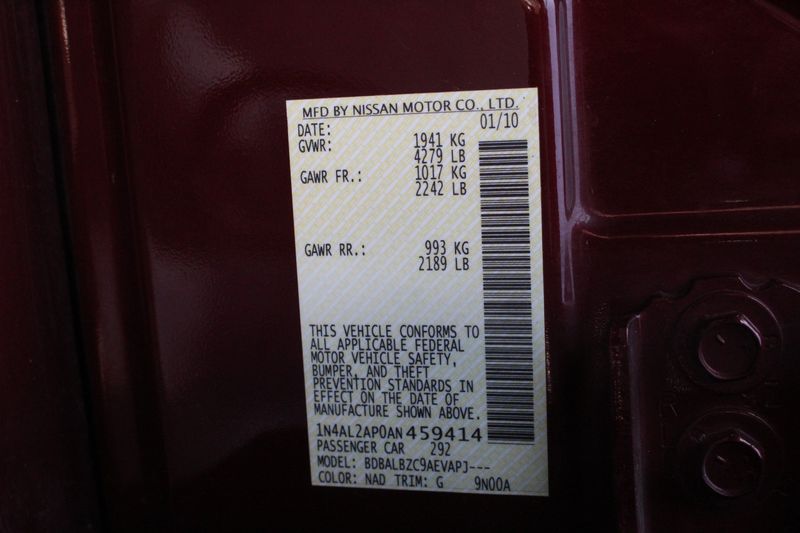 MFD BY NISSAN MOTOR CO., LTD.
DATE: 01/10
GVWR: 1941 KG
4279 LB
GAWR FR.: 1017 KG
2242 LB
GAWR RR.: 993 KG
2189 LB
THIS VEHICLE CONFORMS TO
ALL APPLICABLE FEDERAL
MOTOR VEHICLE SAFETY,
BUMPER, AND THEFT
PREVENTION STANDARDS IN
EFFECT ON THE DATE OF
MANUFACTURE SHOWN ABOVE.
1N4AL2AP0AN459414
PASSENGER CAR 292
MODEL: BDBALBZC9AEVAPJ---
COLOR: NAD TRIM: G 9N00A